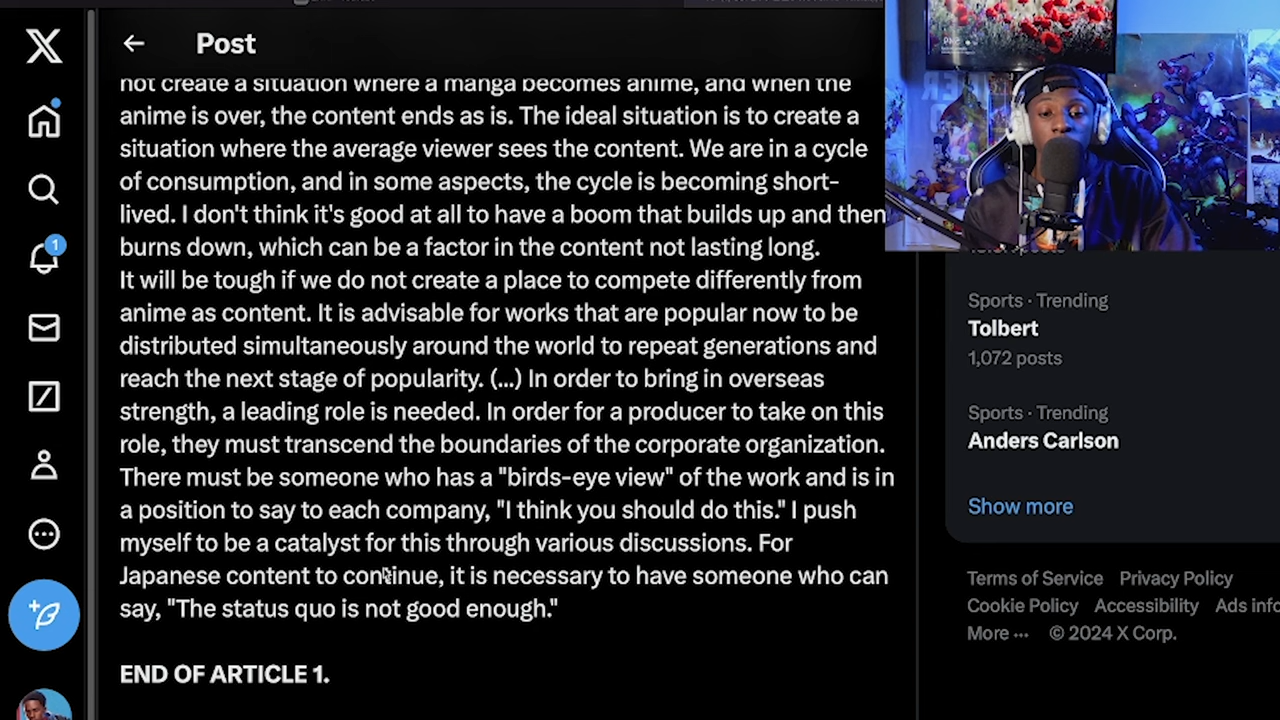 Post
not create a situation where a manga becomes anime, and when the
anime is over, the content ends as is. The ideal situation is to create a
situation where the average viewer sees the content. We are in a cycle
of consumption, and in some aspects, the cycle is becoming short-
lived. I don't think it's good at all to have a boom that builds up and then
burns down, which can be a factor in the content not lasting long.
It will be tough if we do not create a place to compete differently from
anime as content. It is advisable for works that are popular now to be
distributed simultaneously around the world to repeat generations and
reach the next stage of popularity. (...) In order to bring in overseas
strength, a leading role is needed. In order for a producer to take on this
role, they must transcend the boundaries of the corporate organization.
There must be someone who has a "birds-eye view" of the work and is in
a position to say to each company, "I think you should do this." I push
myself to be a catalyst for this through various discussions. For
Japanese content to continue, it is necessary to have someone who can
say, "The status quo is not good enough."
END OF ARTICLE 1.
1
Sports · Trending
Tolbert
1,072 posts
Sports · Trending
Anders Carlson
Show more
Terms of Service Privacy Policy
Cookie Policy Accessibility Ads info
More ··· © 2024 X Corp.